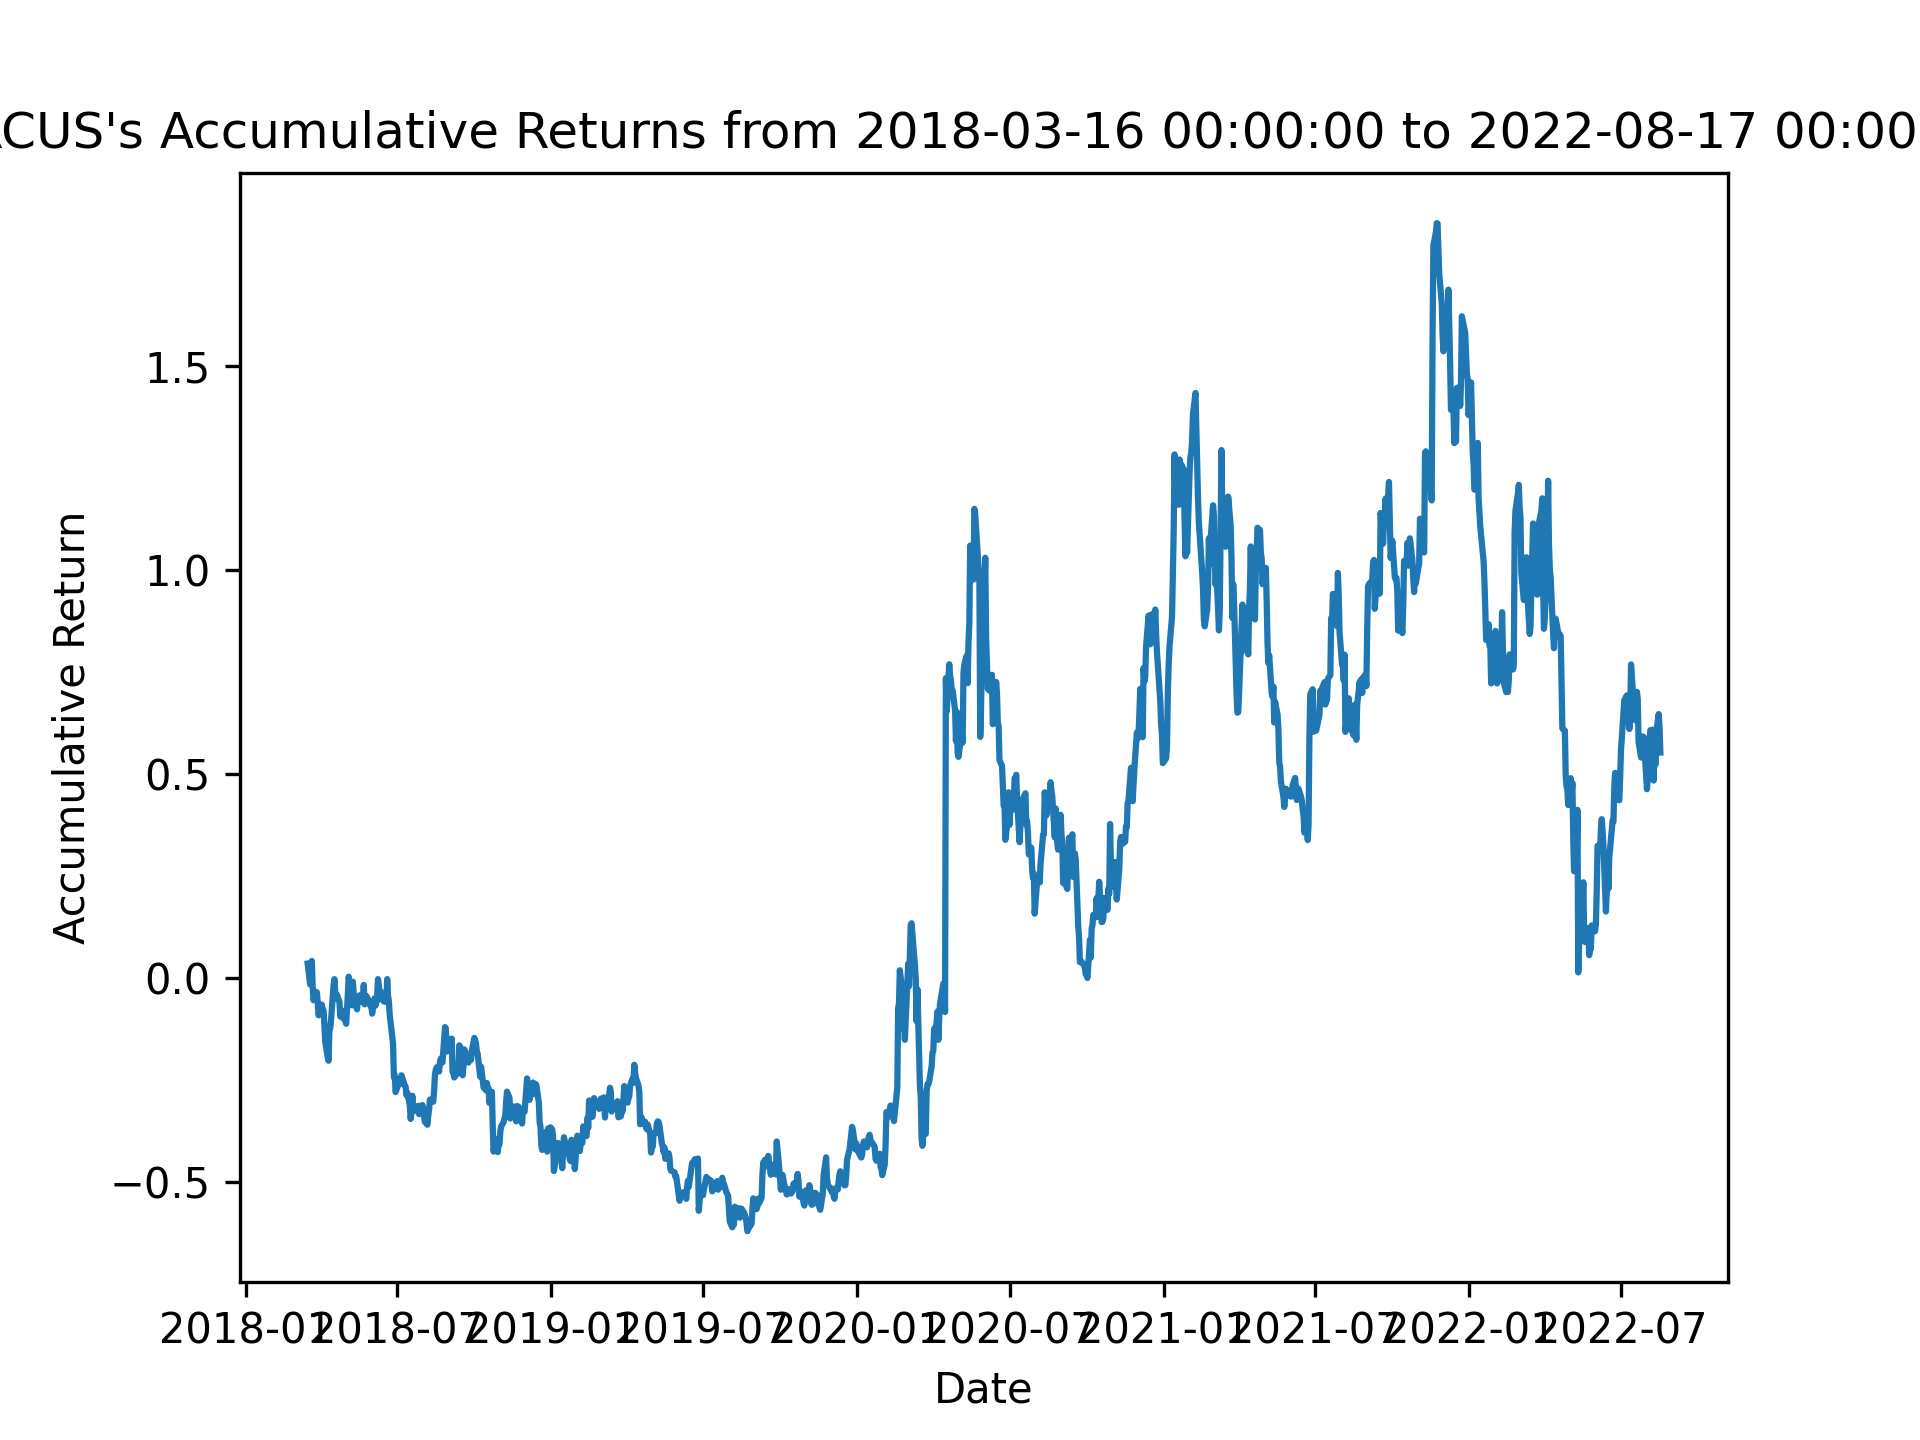 CUS's Accumulative Returns from 2018-03-16 00:00:00 to 2022-08-17 00:00
Accumulative Return
1.5
1.0
0.5
0.0
−0.5
2018-01 2018-07 2019-01 2019-07 2020-01 2020-07 2021-01 2021-07 2022-01 2022-07
Date